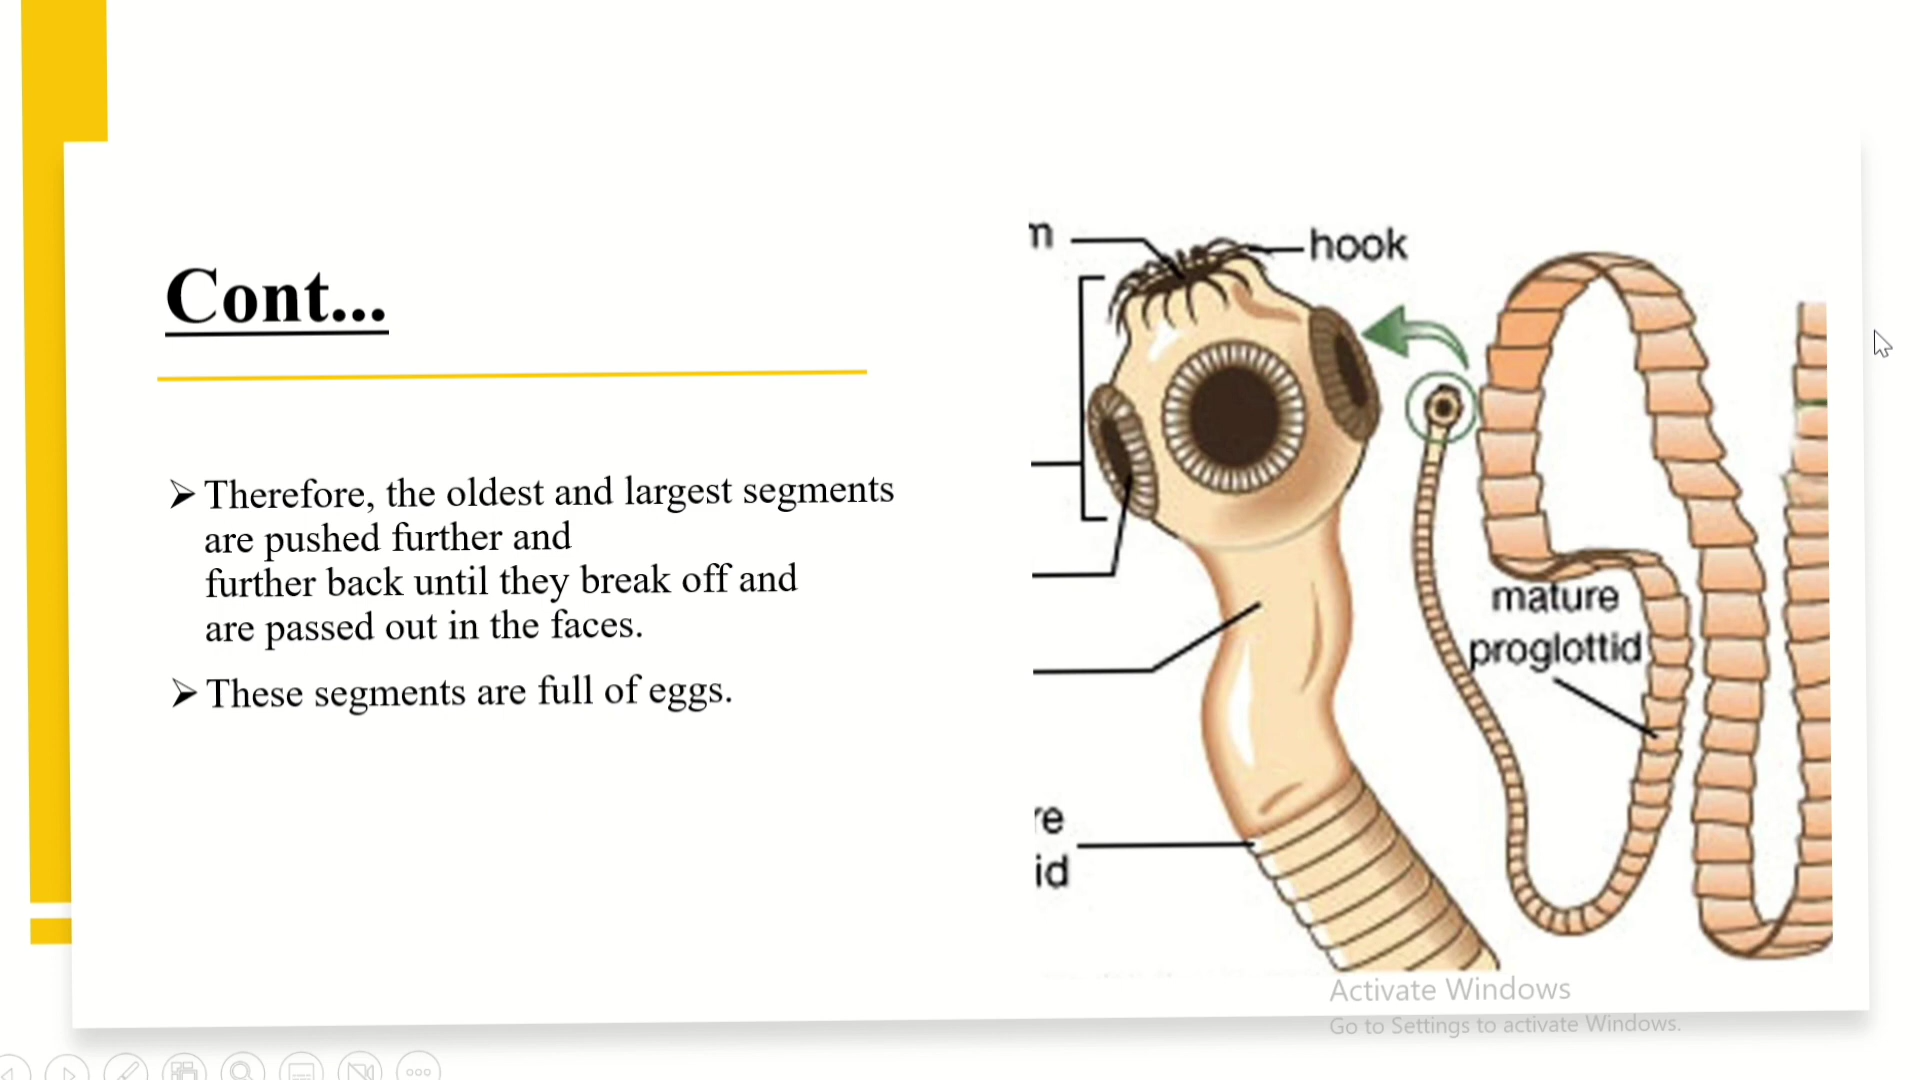 Cont...
➢ Therefore, the oldest and largest segments
are pushed further and
further back until they break off and
are passed out in the faces.
➢ These segments are full of eggs.
m
hook
mature
proglottid
re
id
Activate Windows
Go to Settings to activate Windows.